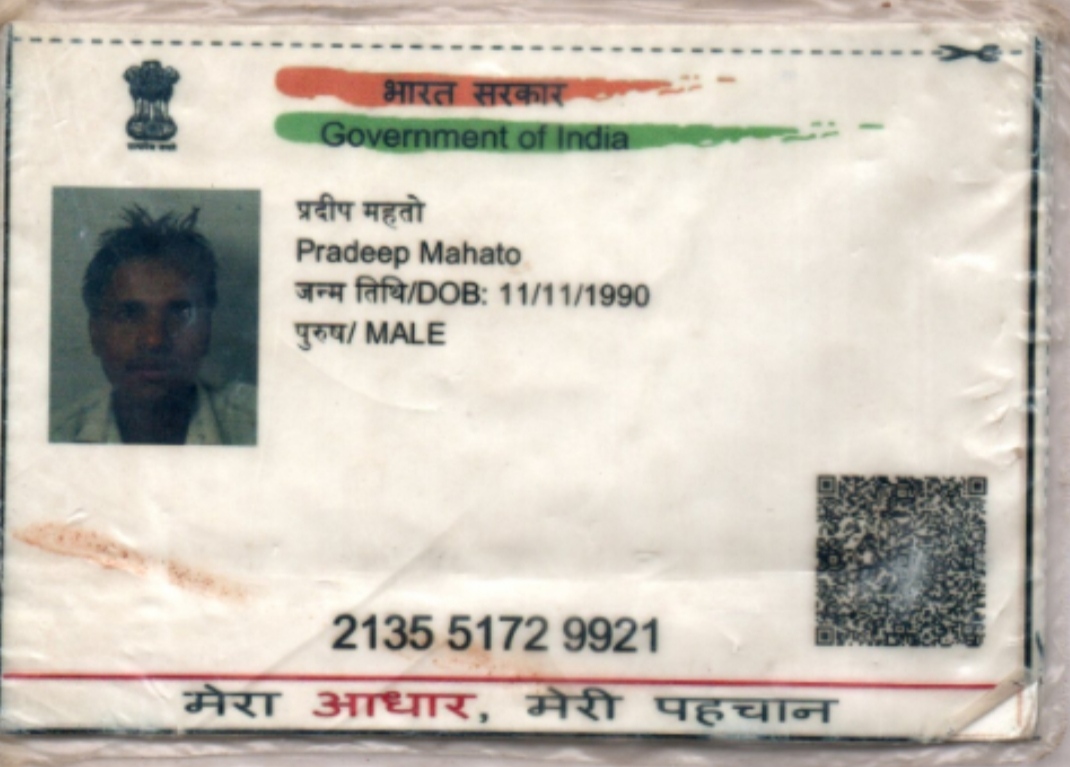 भारत सरकार
Government of India
प्रदीप महतो
Pradeep Mahato
जन्म तिथि/DOB: 11/11/1990
पुरुष/ MALE
2135 5172 9921
मेरा आधार, मेरी पहचान